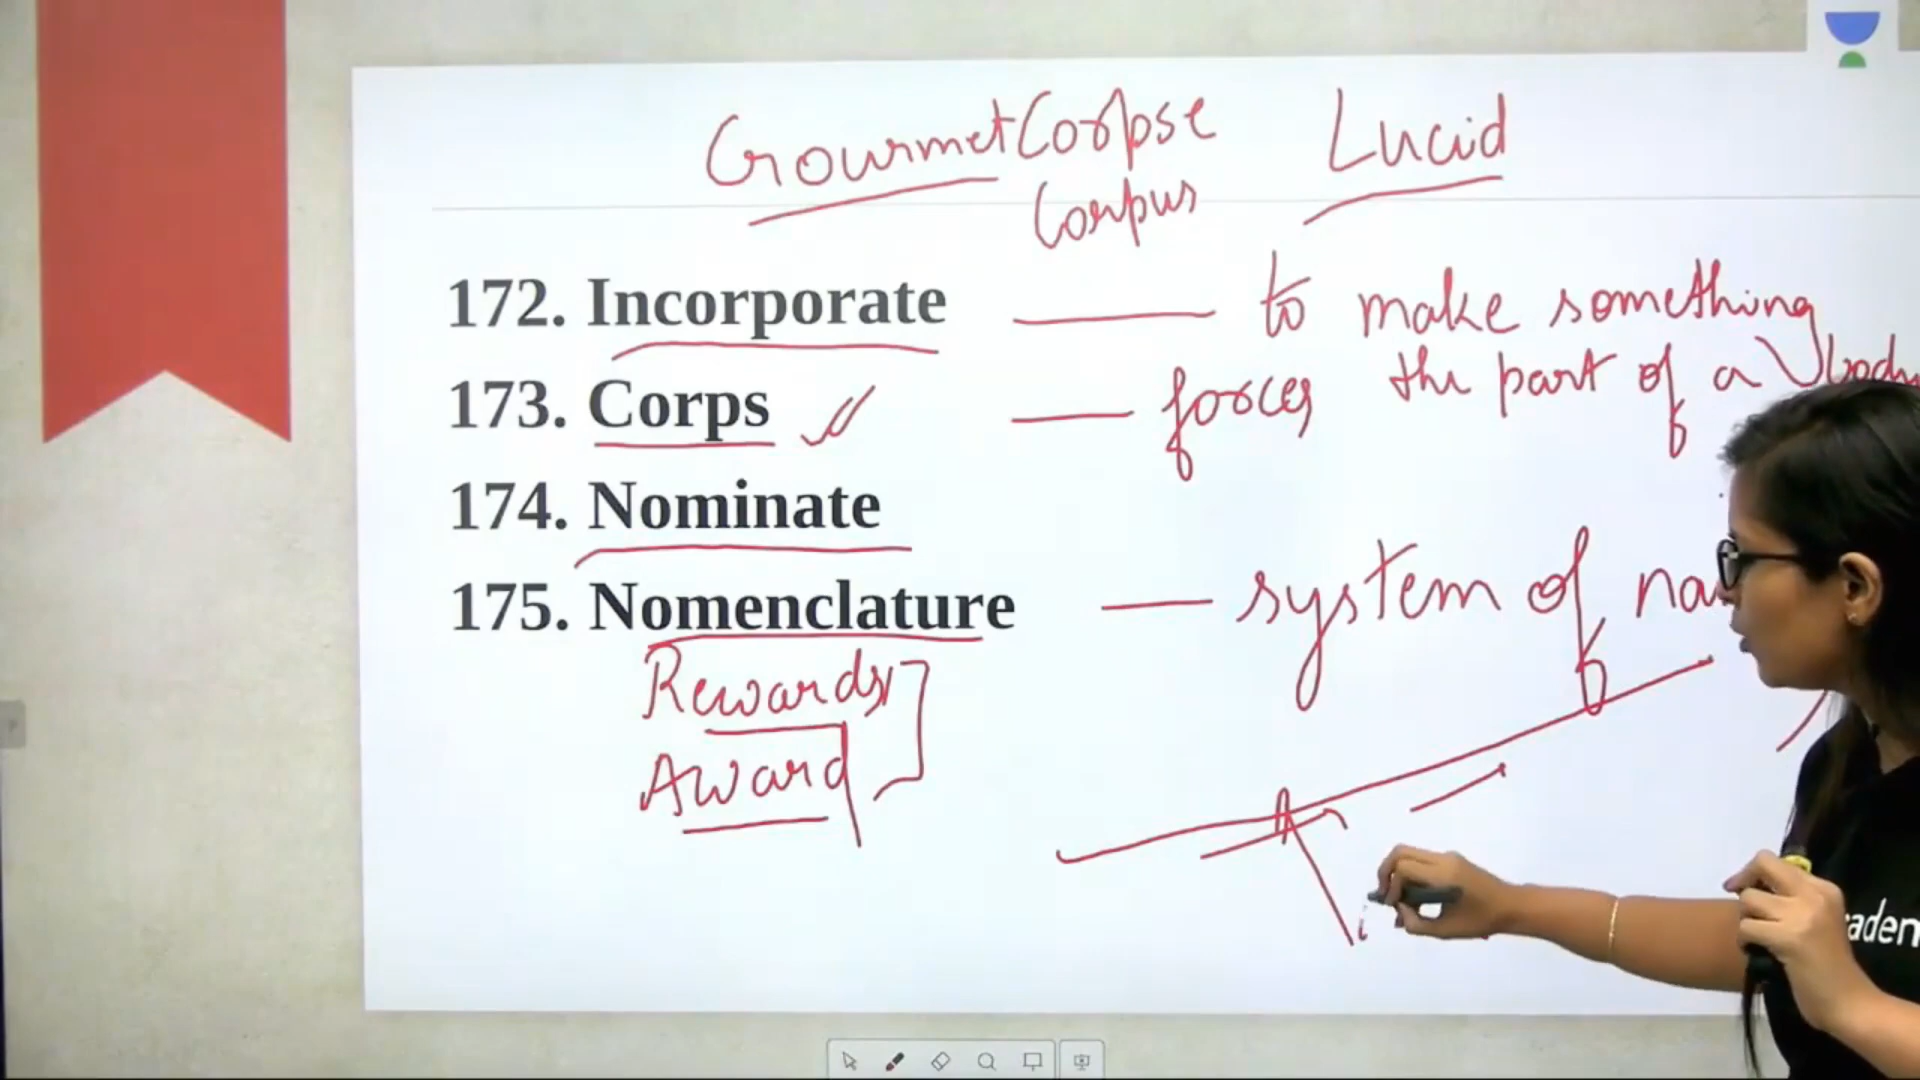 Gourmet Corpse Lucid
Corpus
172. Incorporate — to make something
the part of a body
173. Corps — forces
174. Nominate
175. Nomenclature — system of
Rewards
Award